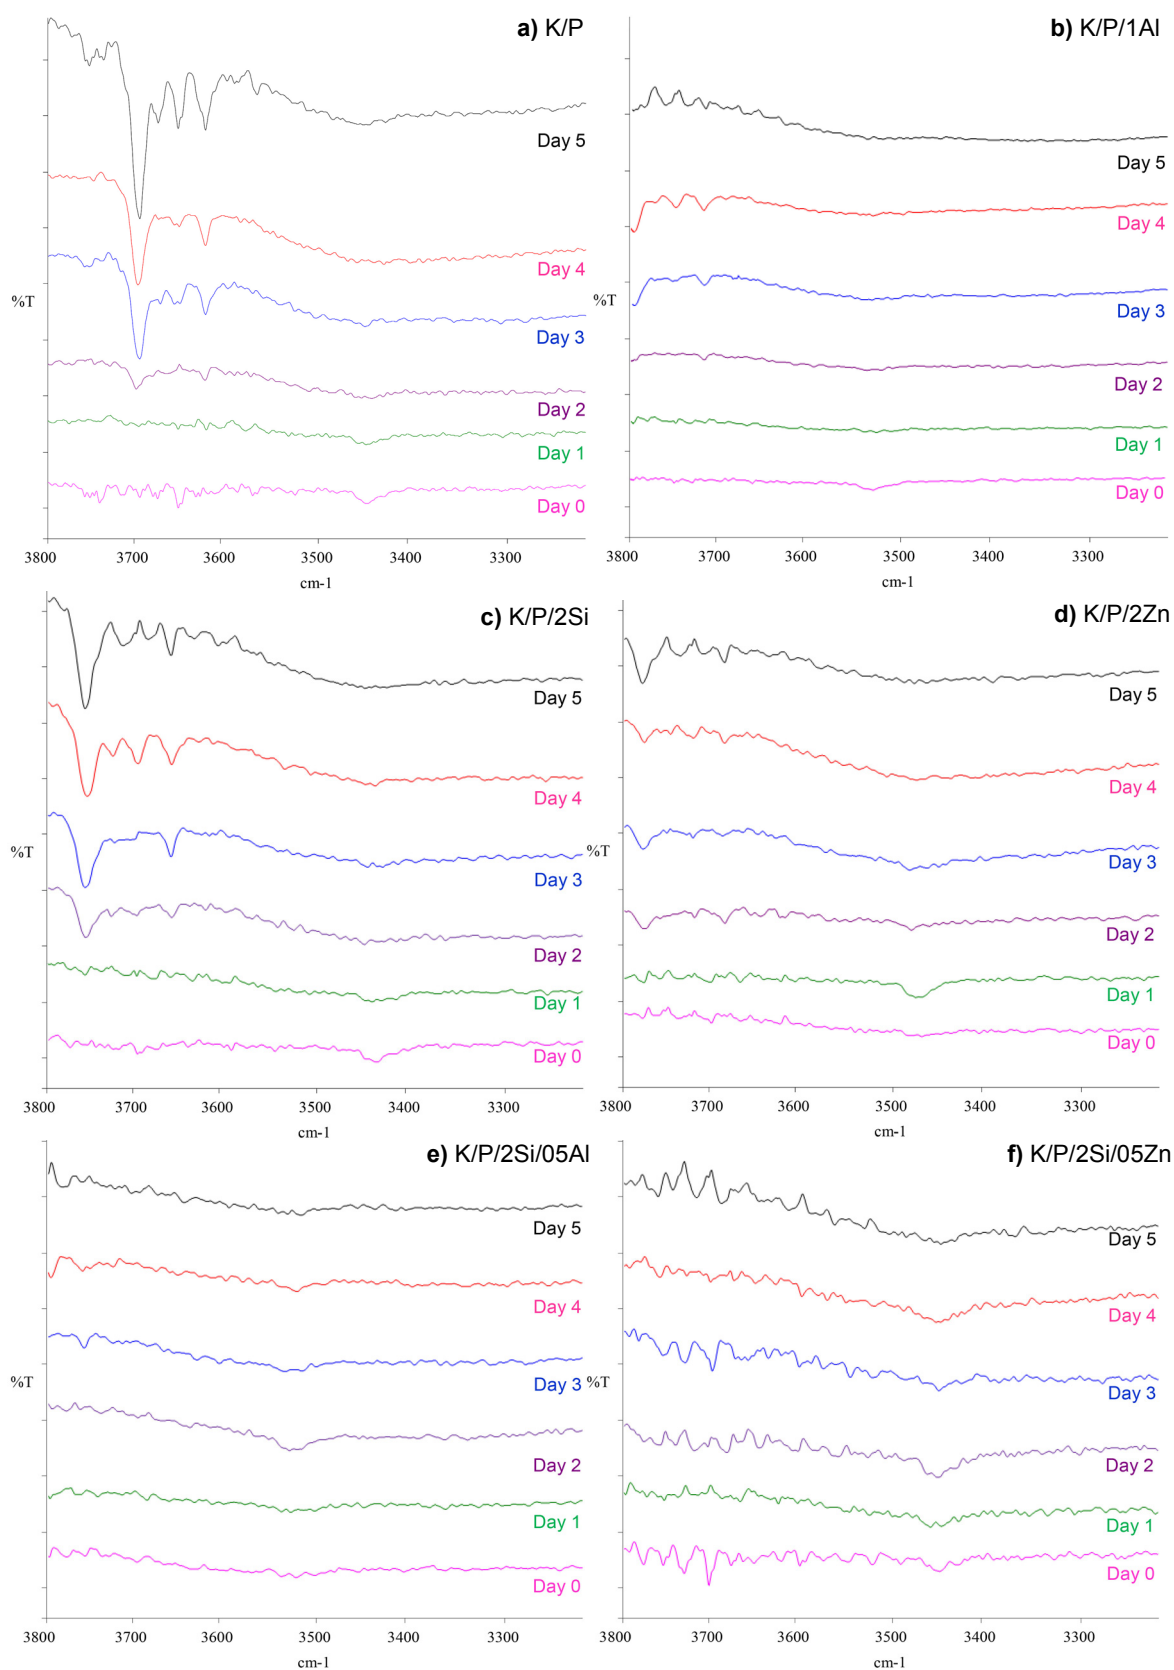 a) K/P
Day 5
Day 4
%T
Day 3
Day 2
Day 1
Day 0
3800 3700 3600 3500 3400 3300
cm-1
b) K/P/1Al
Day 5
Day 4
%T
Day 3
Day 2
Day 1
Day 0
3800 3700 3600 3500 3400 3300
cm-1
c) K/P/2Si
Day 5
Day 4
%T
Day 3
Day 2
Day 1
Day 0
3800 3700 3600 3500 3400 3300
cm-1
d) K/P/2Zn
Day 5
Day 4
%T
Day 3
Day 2
Day 1
Day 0
3800 3700 3600 3500 3400 3300
cm-1
e) K/P/2Si/05Al
Day 5
Day 4
%T
Day 3
Day 2
Day 1
Day 0
3800 3700 3600 3500 3400 3300
cm-1
f) K/P/2Si/05Zn
Day 5
Day 4
%T
Day 3
Day 2
Day 1
Day 0
3800 3700 3600 3500 3400 3300
cm-1